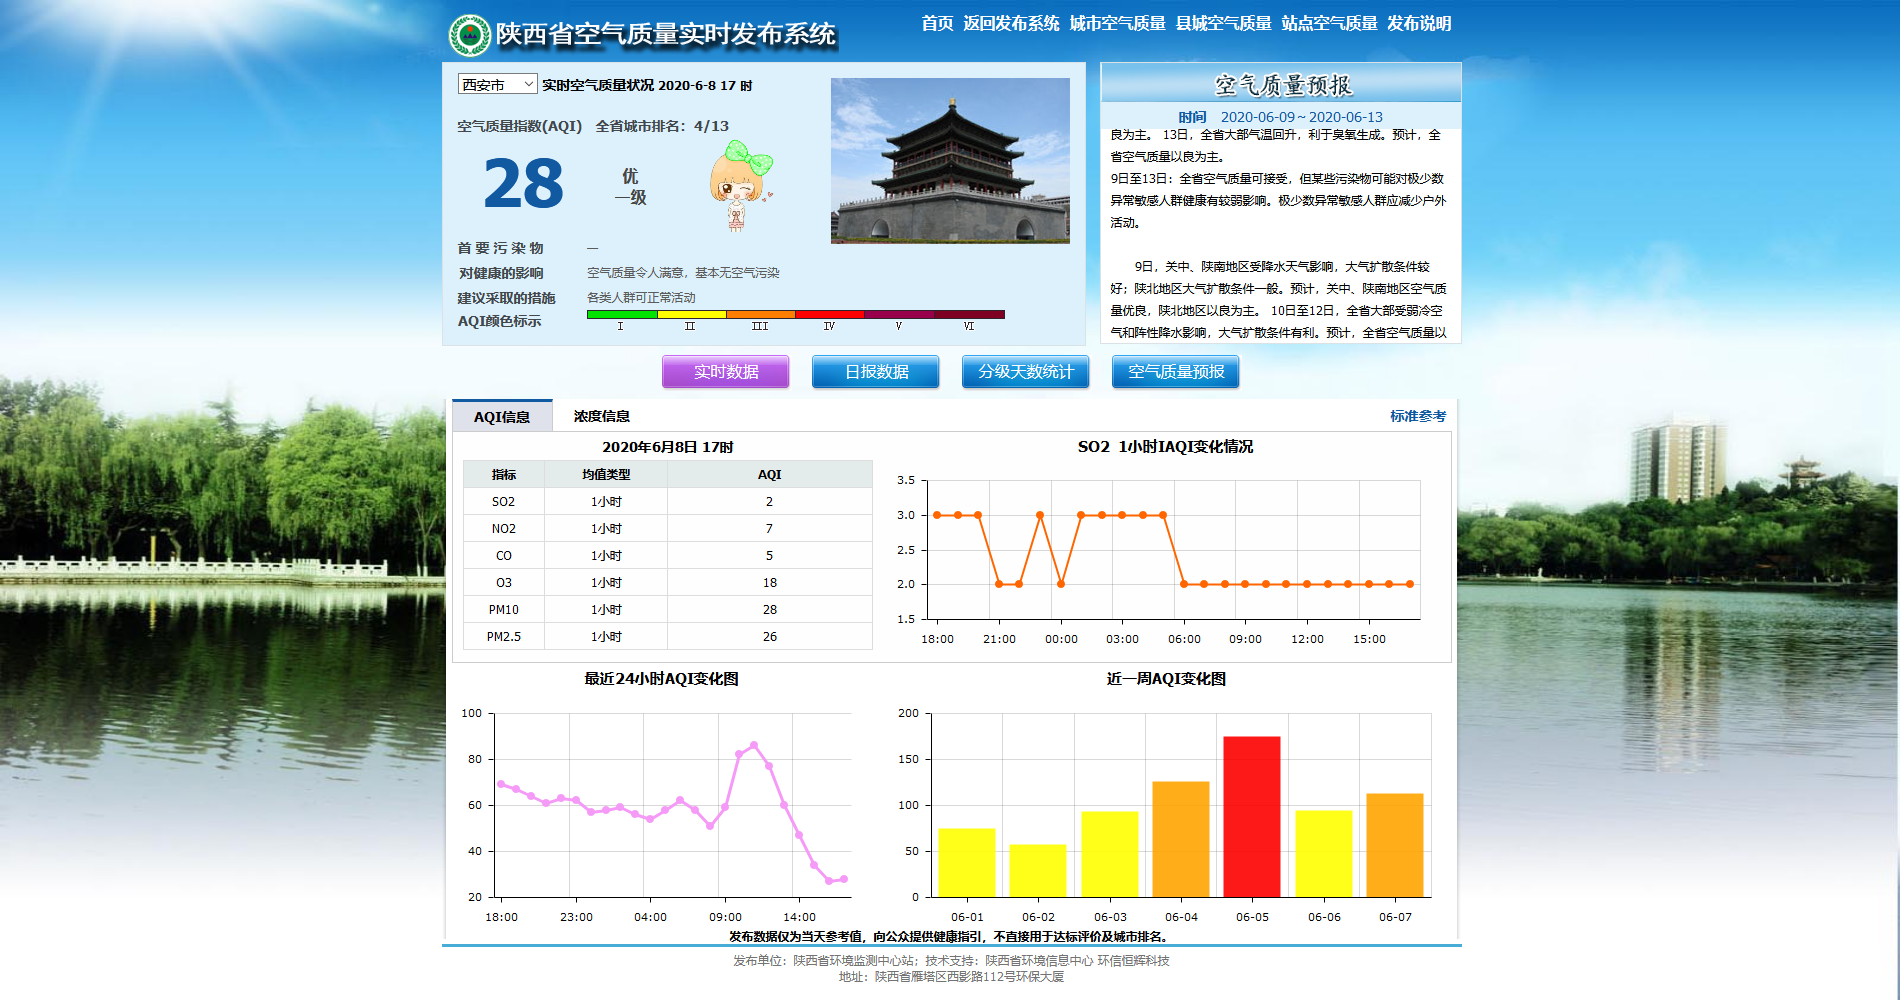 陕西省空气质量实时发布系统
首页 返回发布系统 城市空气质量 县城空气质量 站点空气质量 发布说明
西安市 实时空气质量状况 2020-6-8 17 时
空气质量指数(AQI) 全省城市排名：4/13
28
优
一级
首 要 污 染 物 —
对健康的影响 空气质量令人满意，基本无空气污染
建议采取的措施 各类人群可正常活动
AQI颜色标示
I II III IV V VI
空气质量预报
时间 2020-06-09～2020-06-13
良为主。 13日，全省大部气温回升，利于臭氧生成。预计，全
省空气质量以良为主。
9日至13日：全省空气质量可接受，但某些污染物可能对极少数
异常敏感人群健康有较弱影响。极少数异常敏感人群应减少户外
活动。
9日，关中、陕南地区受降水天气影响，大气扩散条件较
好；陕北地区大气扩散条件一般。预计，关中、陕南地区空气质
量优良，陕北地区以良为主。 10日至12日，全省大部受弱冷空
气和阵性降水影响，大气扩散条件有利。预计，全省空气质量以
实时数据 日报数据 分级天数统计 空气质量预报
AQI信息 浓度信息 标准参考
2020年6月8日 17时
指标 均值类型 AQI
SO2 1小时 2
NO2 1小时 7
CO 1小时 5
O3 1小时 18
PM10 1小时 28
PM2.5 1小时 26
SO2 1小时IAQI变化情况
3.5
3.0
2.5
2.0
1.5
18:00 21:00 00:00 03:00 06:00 09:00 12:00 15:00
最近24小时AQI变化图
100
80
60
40
20
18:00 23:00 04:00 09:00 14:00
近一周AQI变化图
200
150
100
50
0
06-01 06-02 06-03 06-04 06-05 06-06 06-07
发布数据仅为当天参考值，向公众提供健康指引，不直接用于达标评价及城市排名。
发布单位：陕西省环境监测中心站；技术支持：陕西省环境信息中心 环信恒辉科技
地址：陕西省雁塔区西影路112号环保大厦